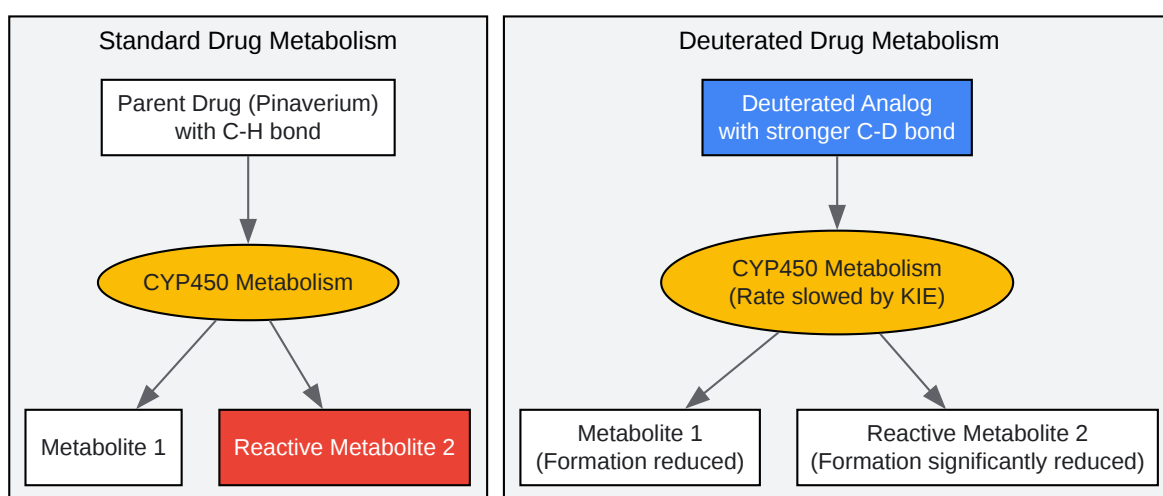 Standard Drug Metabolism
Parent Drug (Pinaverium)
with C-H bond
CYP450 Metabolism
Metabolite 1
Reactive Metabolite 2
Deuterated Drug Metabolism
Deuterated Analog
with stronger C-D bond
CYP450 Metabolism
(Rate slowed by KIE)
Metabolite 1
(Formation reduced)
Reactive Metabolite 2
(Formation significantly reduced)